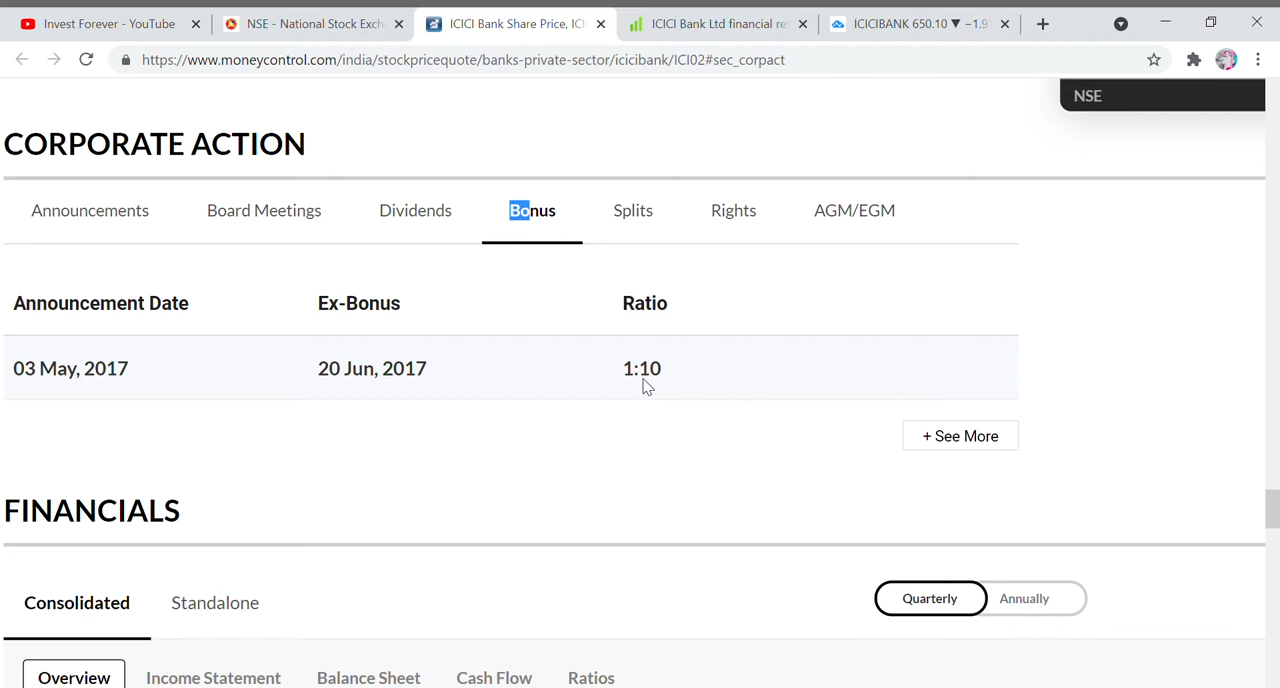 Invest Forever - YouTube
NSE - National Stock Exch
ICICI Bank Share Price, ICI
ICICI Bank Ltd financial res
ICICIBANK 650.10 ▼ −1.9
https://www.moneycontrol.com/india/stockpricequote/banks-private-sector/icicibank/ICI02#sec_corpact
NSE
CORPORATE ACTION
Announcements Board Meetings Dividends Bonus Splits Rights AGM/EGM
Announcement Date Ex-Bonus Ratio
03 May, 2017 20 Jun, 2017 1:10
+ See More
FINANCIALS
Consolidated Standalone Quarterly Annually
Overview Income Statement Balance Sheet Cash Flow Ratios